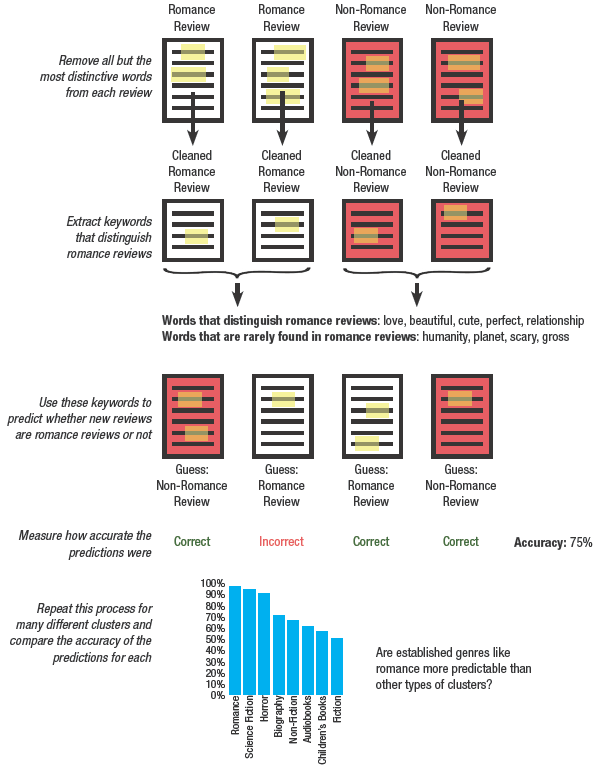 Romance
Review
Romance
Review
Non-Romance
Review
Non-Romance
Review
Remove all but the
most distinctive words
from each review
Cleaned
Romance
Review
Cleaned
Romance
Review
Cleaned
Non-Romance
Review
Cleaned
Non-Romance
Review
Extract keywords
that distinguish
romance reviews
Words that distinguish romance reviews: love, beautiful, cute, perfect, relationship
Words that are rarely found in romance reviews: humanity, planet, scary, gross
Use these keywords to
predict whether new reviews
are romance reviews or not
Guess:
Non-Romance
Review
Guess:
Romance
Review
Guess:
Romance
Review
Guess:
Non-Romance
Review
Measure how accurate the
predictions were
Correct
Incorrect
Correct
Correct
Accuracy: 75%
Repeat this process for
many different clusters and
compare the accuracy of the
predictions for each
100%
90%
80%
70%
60%
50%
40%
30%
20%
10%
0%
Romance
Science Fiction
Horror
Biography
Non-Fiction
Audiobooks
Children's Books
Fiction
Are established genres like
romance more predictable than
other types of clusters?